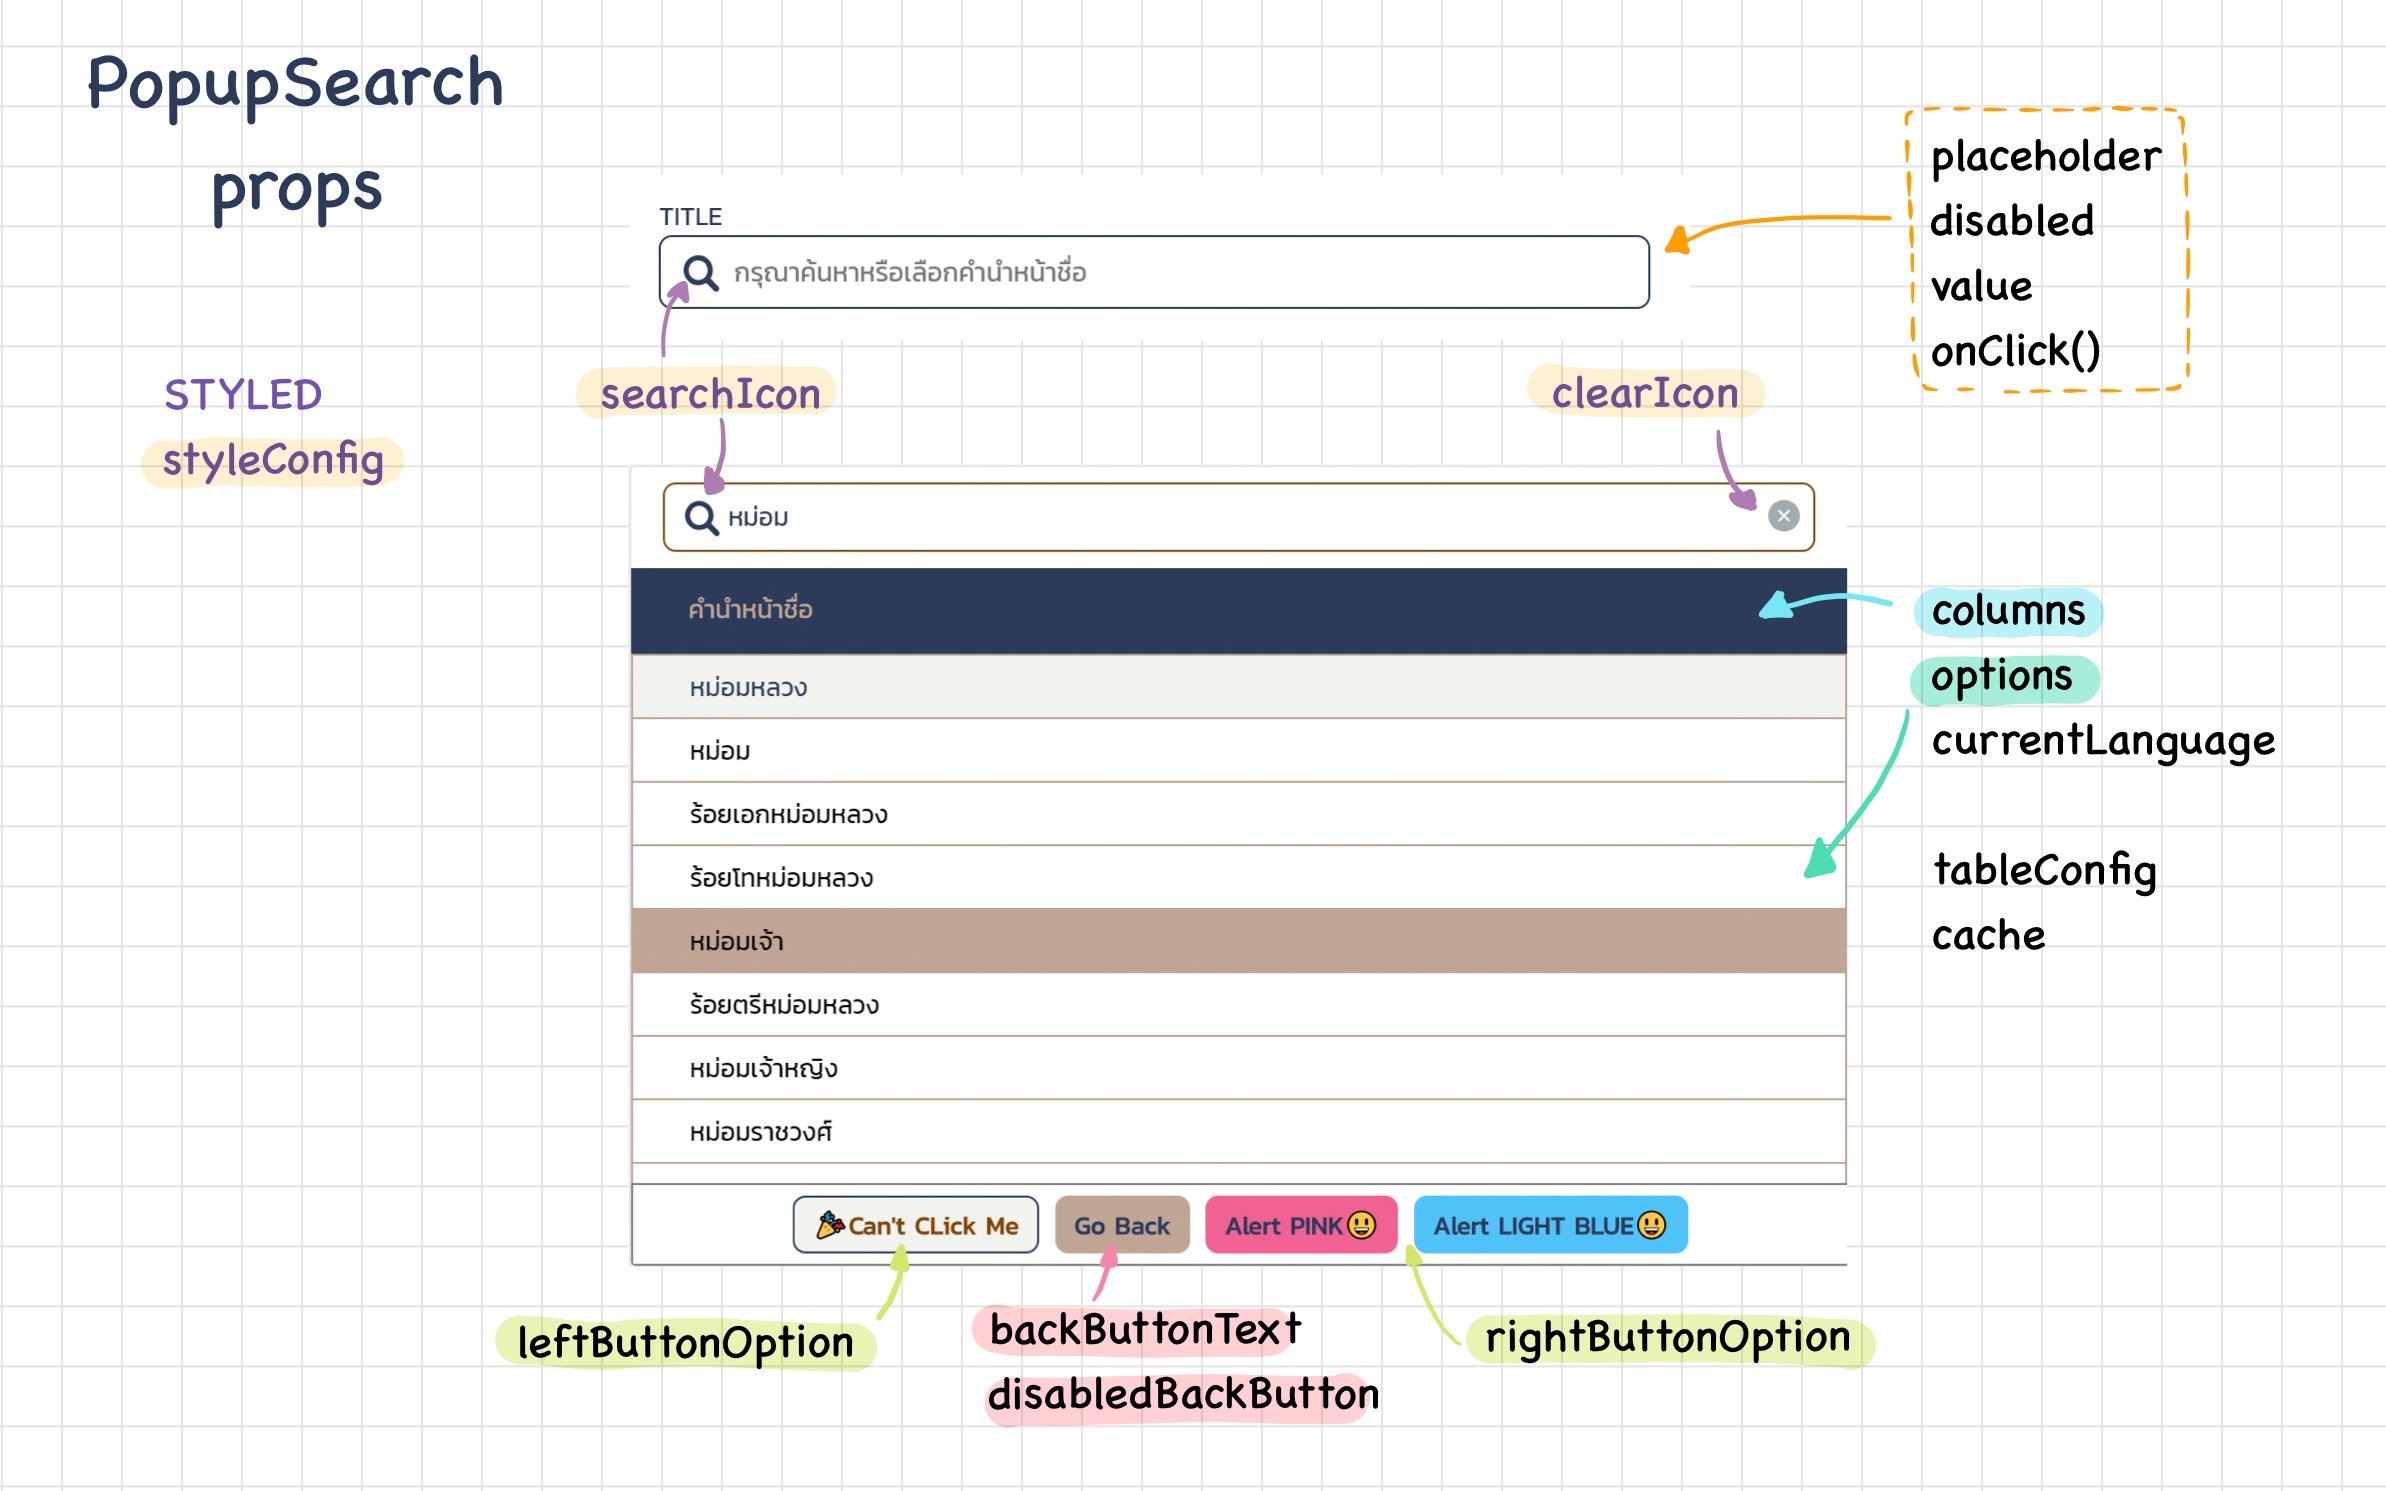 PopupSearch
props
placeholder
disabled
value
onClick()
TITLE
กรุณาค้นหาหรือเลือกคำนำหน้าชื่อ
STYLED
styleConfig
searchIcon
clearIcon
หม่อม
คำนำหน้าชื่อ
หม่อมหลวง
หม่อม
ร้อยเอกหม่อมหลวง
ร้อยโทหม่อมหลวง
หม่อมเจ้า
ร้อยตรีหม่อมหลวง
หม่อมเจ้าหญิง
หม่อมราชวงศ์
columns
options
currentLanguage
tableConfig
cache
🎉Can't CLick Me
Go Back
Alert PINK😃
Alert LIGHT BLUE😃
leftButtonOption
backButtonText
disabledBackButton
rightButtonOption